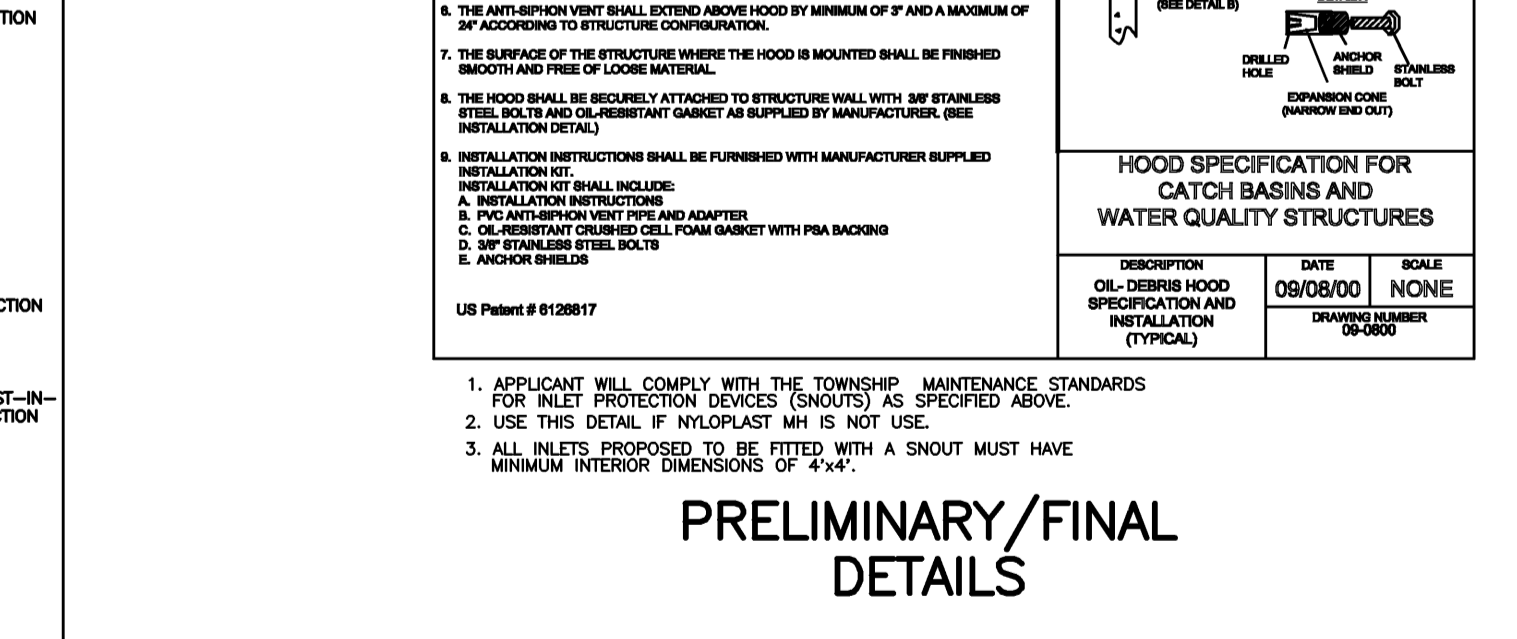 TION
CTION
ST-IN-
CTION
6. THE ANTI-SIPHON VENT SHALL EXTEND ABOVE HOOD BY MINIMUM OF 3" AND A MAXIMUM OF
24" ACCORDING TO STRUCTURE CONFIGURATION.
7. THE SURFACE OF THE STRUCTURE WHERE THE HOOD IS MOUNTED SHALL BE FINISHED
SMOOTH AND FREE OF LOOSE MATERIAL.
8. THE HOOD SHALL BE SECURELY ATTACHED TO STRUCTURE WALL WITH 3/8" STAINLESS
STEEL BOLTS AND OIL-RESISTANT GASKET AS SUPPLIED BY MANUFACTURER. (SEE
INSTALLATION DETAIL)
9. INSTALLATION INSTRUCTIONS SHALL BE FURNISHED WITH MANUFACTURER SUPPLIED
INSTALLATION KIT.
INSTALLATION KIT SHALL INCLUDE:
A. INSTALLATION INSTRUCTIONS
B. PVC ANTI-SIPHON VENT PIPE AND ADAPTER
C. OIL-RESISTANT CRUSHED CELL FOAM GASKET WITH PSA BACKING
D. 3/8" STAINLESS STEEL BOLTS
E. ANCHOR SHIELDS
US Patent # 6126817
(SEE DETAIL B)
DRILLED
HOLE
ANCHOR
SHIELD
STAINLESS
BOLT
EXPANSION CONE
(NARROW END OUT)
HOOD SPECIFICATION FOR
CATCH BASINS AND
WATER QUALITY STRUCTURES
DESCRIPTION
OIL- DEBRIS HOOD
SPECIFICATION AND
INSTALLATION
(TYPICAL)
DATE
09/08/00
SCALE
NONE
DRAWING NUMBER
09-0800
1. APPLICANT WILL COMPLY WITH THE TOWNSHIP MAINTENANCE STANDARDS
FOR INLET PROTECTION DEVICES (SNOUTS) AS SPECIFIED ABOVE.
2. USE THIS DETAIL IF NYLOPLAST MH IS NOT USE.
3. ALL INLETS PROPOSED TO BE FITTED WITH A SNOUT MUST HAVE
MINIMUM INTERIOR DIMENSIONS OF 4'x4'.
PRELIMINARY/FINAL
DETAILS